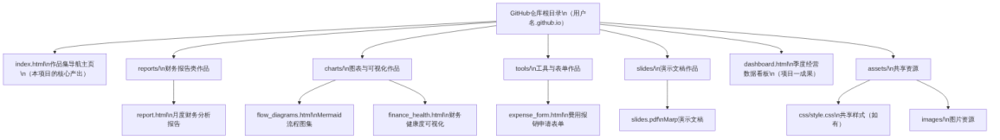 GitHub仓库根目录\n（用户
名.github.io）
index.html\n作品集导航主页
\n（本项目的核心产出）
reports/\n财务报告类作品
charts/\n图表与可视化作品
tools/\n工具与表单作品
slides/\n演示文稿作品
dashboard.html\n季度经营
数据看板\n（项目一成果）
assets/\n共享资源
report.html\n月度财务分析
报告
flow_diagrams.html\nMermaid
流程图集
finance_health.html\n财务
健康度可视化
expense_form.html\n费用报
销申请表单
slides.pdf\nMarp演示文稿
css/style.css\n共享样式（如
有）
images/\n图片资源